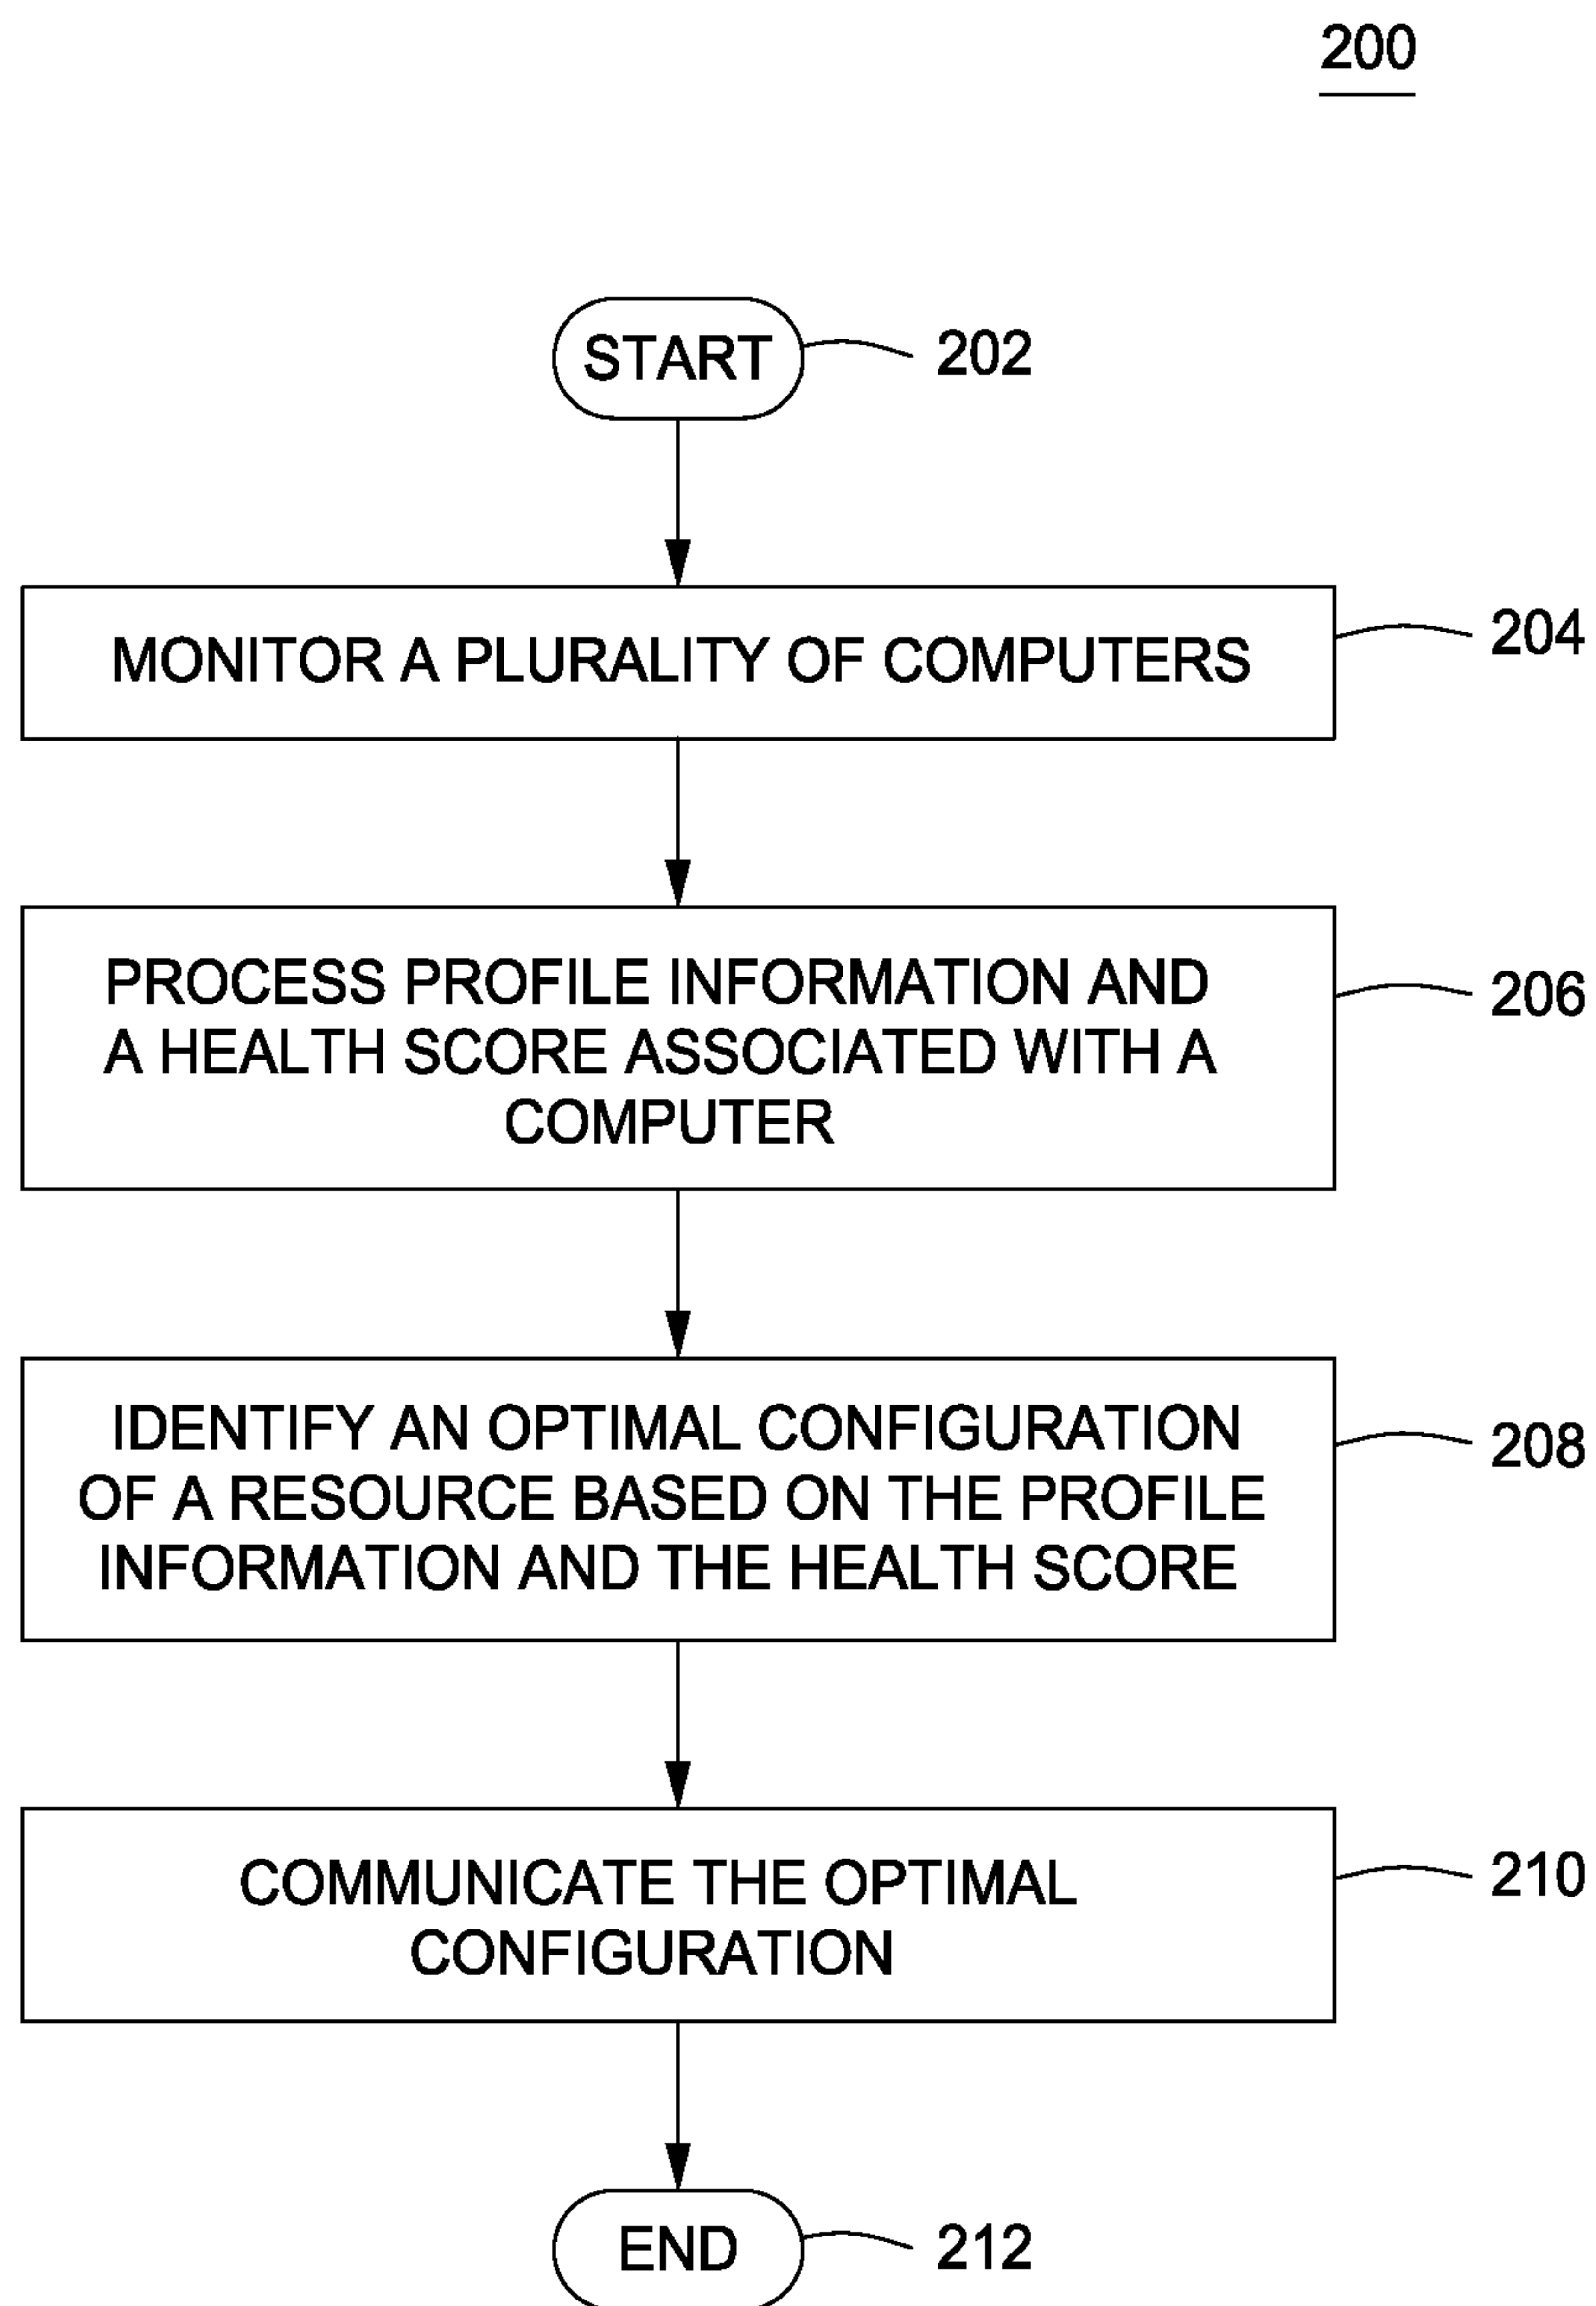 200
START
202
MONITOR A PLURALITY OF COMPUTERS
204
PROCESS PROFILE INFORMATION AND
A HEALTH SCORE ASSOCIATED WITH A
COMPUTER
206
IDENTIFY AN OPTIMAL CONFIGURATION
OF A RESOURCE BASED ON THE PROFILE
INFORMATION AND THE HEALTH SCORE
208
COMMUNICATE THE OPTIMAL
CONFIGURATION
210
END
212